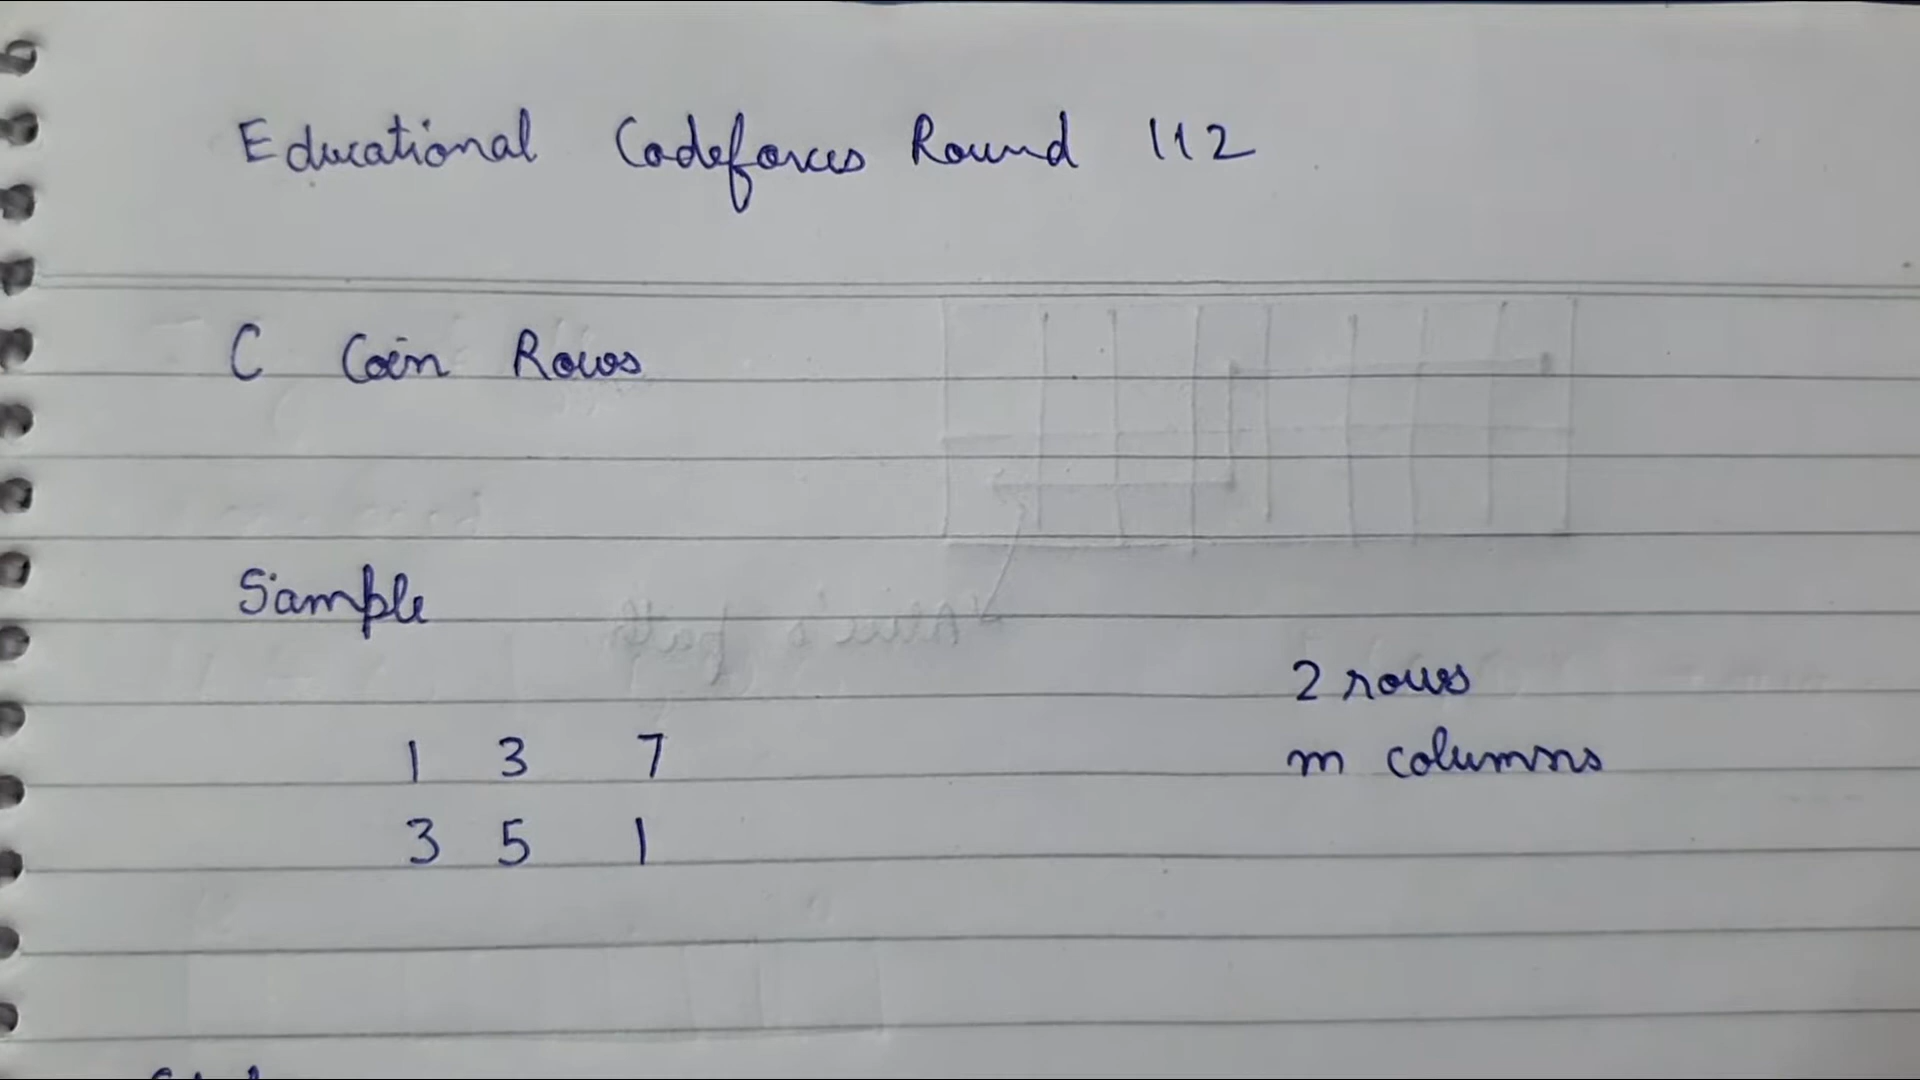 Educational Codeforces Round 112
C Coin Rows
Sample
2 rows
1 3 7
m columns
3 5 1